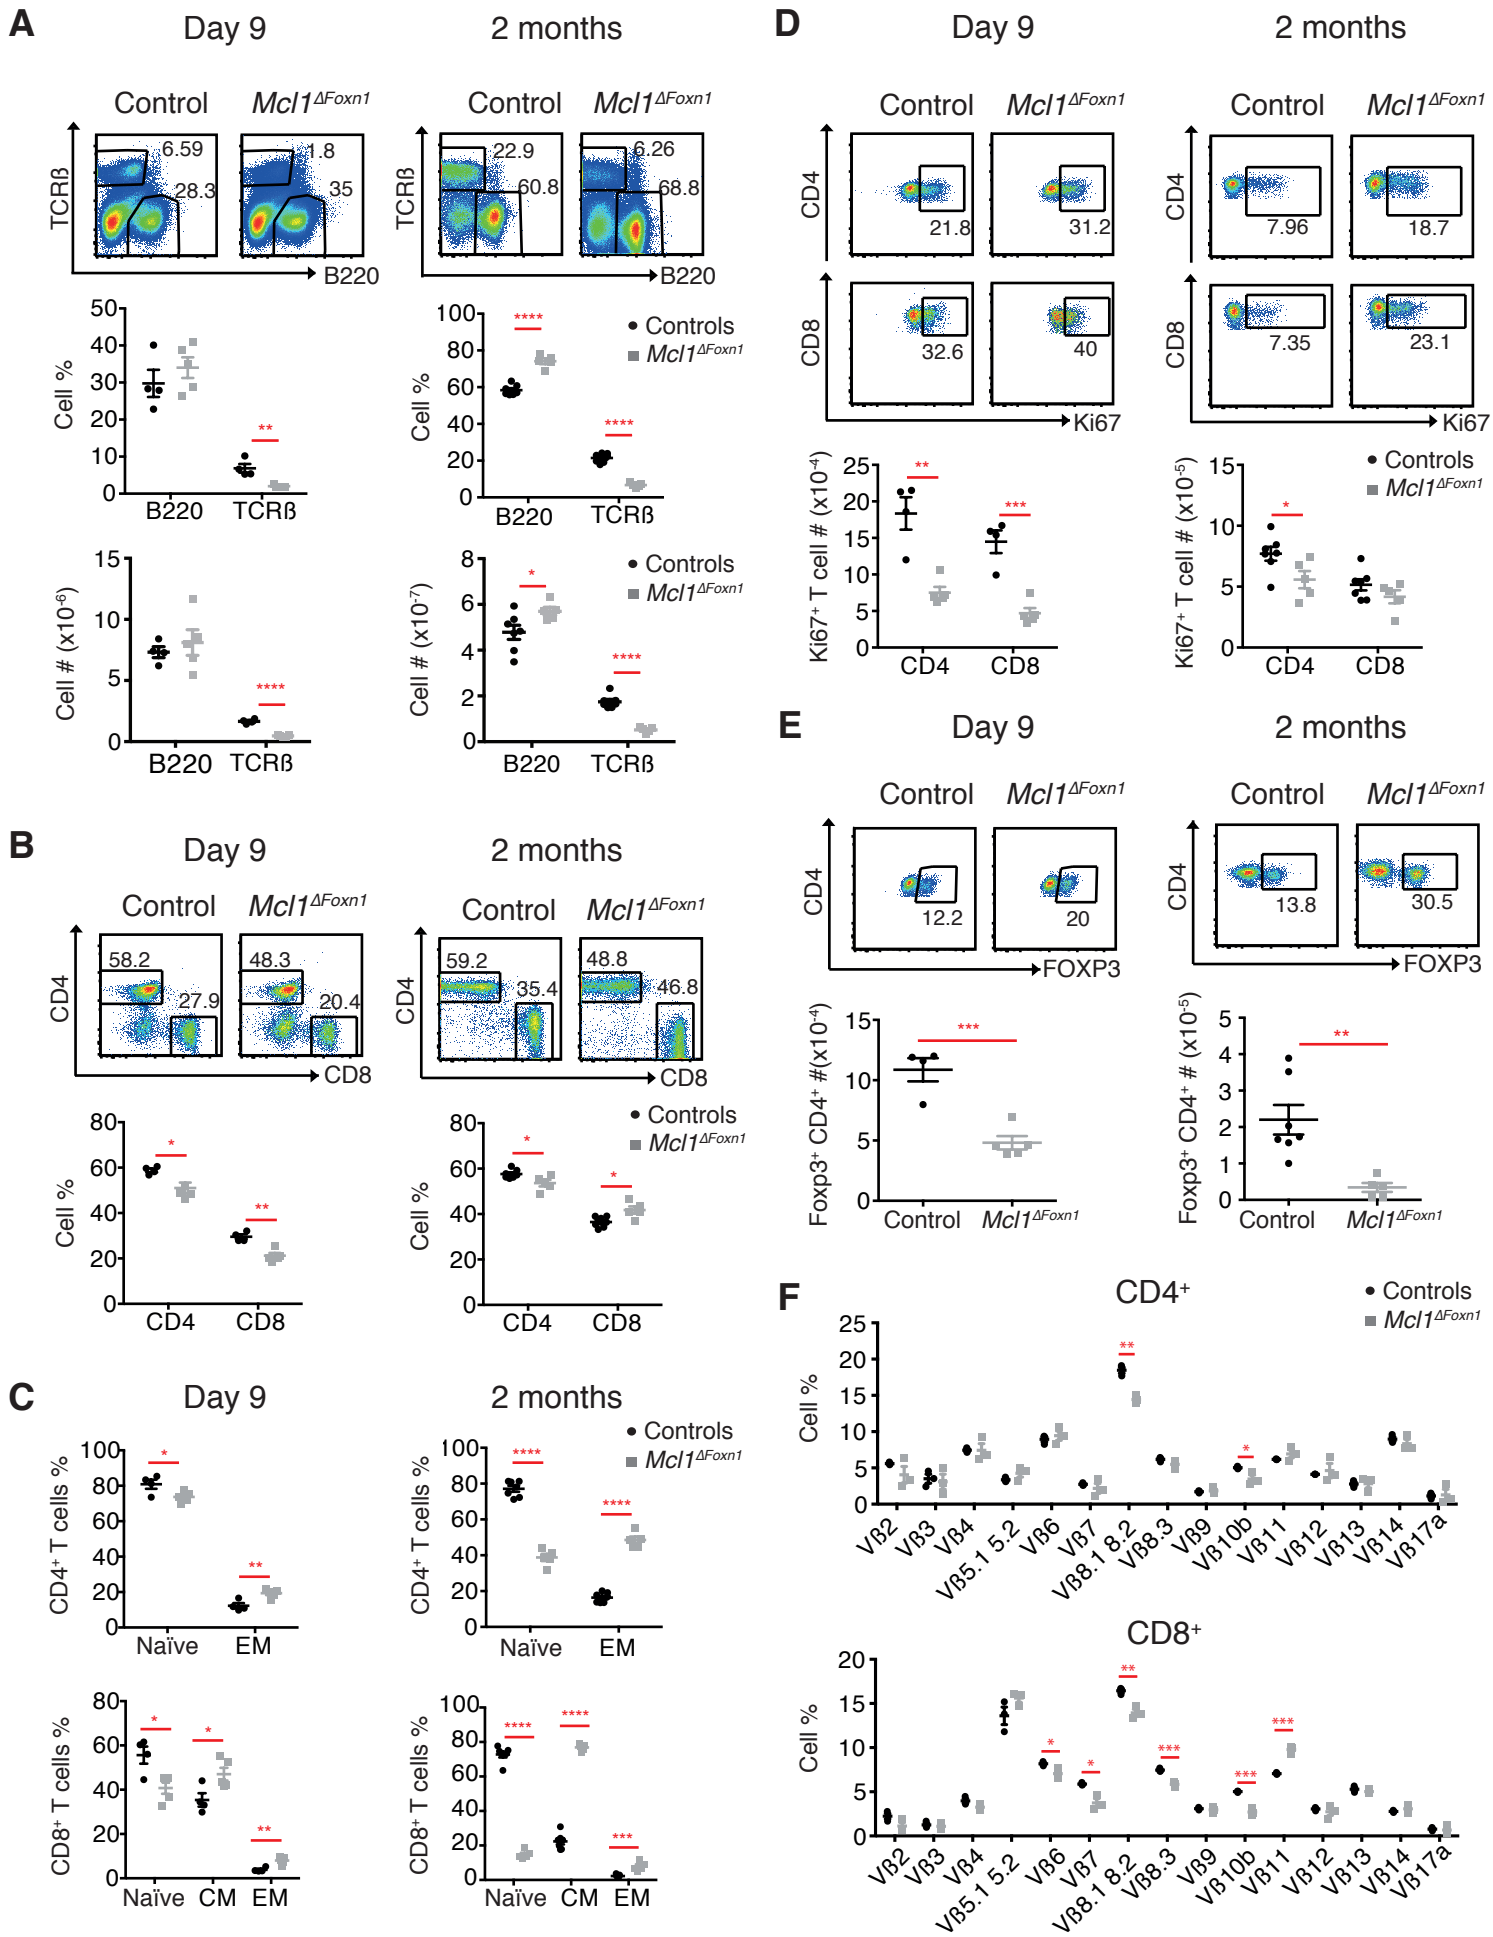 A
Day 9
2 months
Control
Mcl1ΔFoxn1
Control
Mcl1ΔFoxn1
TCRß
6.59
28.3
1.8
35
B220
TCRß
22.9
60.8
6.26
68.8
B220
Cell %
50
40
30
20
10
0
**
B220
TCRß
Cell %
100
80
60
40
20
0
****
****
Controls
Mcl1ΔFoxn1
B220
TCRß
Cell # (x10-6)
15
10
5
0
****
B220
TCRß
Cell # (x10-7)
8
6
4
2
0
*
****
Controls
Mcl1ΔFoxn1
B220
TCRß
B
Day 9
2 months
Control
Mcl1ΔFoxn1
Control
Mcl1ΔFoxn1
CD4
58.2
27.9
48.3
20.4
CD8
CD4
59.2
35.4
48.8
46.8
CD8
Cell %
80
60
40
20
0
*
**
CD4
CD8
Cell %
80
60
40
20
0
*
*
Controls
Mcl1ΔFoxn1
CD4
CD8
C
Day 9
2 months
CD4+ T cells %
100
80
60
40
20
0
*
**
Naïve
EM
CD4+ T cells %
100
80
60
40
20
0
****
****
Controls
Mcl1ΔFoxn1
Naïve
EM
CD8+ T cells %
80
60
40
20
0
*
*
**
Naïve
CM
EM
CD8+ T cells %
100
80
60
40
20
0
****
****
***
Naïve
CM
EM
D
Day 9
2 months
Control
Mcl1ΔFoxn1
Control
Mcl1ΔFoxn1
CD4
21.8
31.2
CD4
7.96
18.7
CD8
32.6
40
Ki67
CD8
7.35
23.1
Ki67
Ki67+ T cell # (x10-4)
25
20
15
10
5
0
**
***
CD4
CD8
Ki67+ T cell # (x10-5)
15
10
5
0
*
Controls
Mcl1ΔFoxn1
CD4
CD8
E
Day 9
2 months
Control
Mcl1ΔFoxn1
Control
Mcl1ΔFoxn1
CD4
12.2
20
FOXP3
CD4
13.8
30.5
FOXP3
Foxp3+ CD4+ #(x10-4)
15
10
5
0
***
Control
Mcl1ΔFoxn1
Foxp3+ CD4+ # (x10-5)
5
4
3
2
1
0
**
Control
Mcl1ΔFoxn1
F
CD4+
Controls
Mcl1ΔFoxn1
Cell %
25
20
15
10
5
0
**
*
Vß2
Vß3
Vß4
Vß5.1 5.2
Vß6
Vß7
Vß8.1 8.2
Vß8.3
Vß9
Vß10b
Vß11
Vß12
Vß13
Vß14
Vß17a
CD8+
Cell %
20
15
10
5
0
*
*
**
***
***
***
Vß2
Vß3
Vß4
Vß5.1 5.2
Vß6
Vß7
Vß8.1 8.2
Vß8.3
Vß9
Vß10b
Vß11
Vß12
Vß13
Vß14
Vß17a